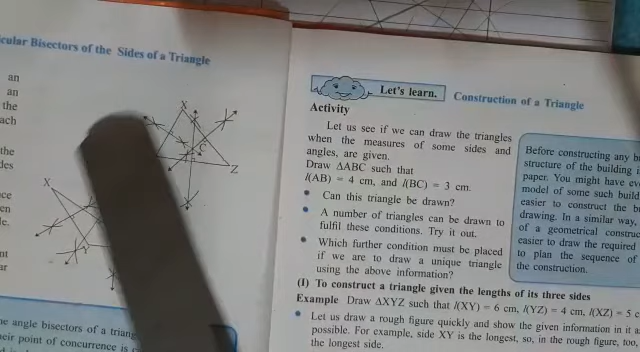 cular Bisectors of the Sides of a Triangle
an
an
the
ach
the
des
X
Z
X
Let's learn.
Construction of a Triangle
Activity
Let us see if we can draw the triangles
when the measures of some sides and
angles, are given.
Draw ΔABC such that
l(AB) = 4 cm, and l(BC) = 3 cm.
• Can this triangle be drawn?
• A number of triangles can be drawn to
fulfil these conditions. Try it out.
• Which further condition must be placed
if we are to draw a unique triangle
using the above information?
Before constructing any b
structure of the building i
paper. You might have ev
model of some such build
easier to construct the b
drawing. In a similar way,
of a geometrical construc
easier to draw the required
to plan the sequence of
the construction.
(I) To construct a triangle given the lengths of its three sides
Example Draw ΔXYZ such that l(XY) = 6 cm, l(YZ) = 4 cm, l(XZ) = 5 c
• Let us draw a rough figure quickly and show the given information in it a
possible. For example, side XY is the longest, so, in the rough figure, too,
the longest side.
he angle bisectors of a triang
heir point of concurrence is